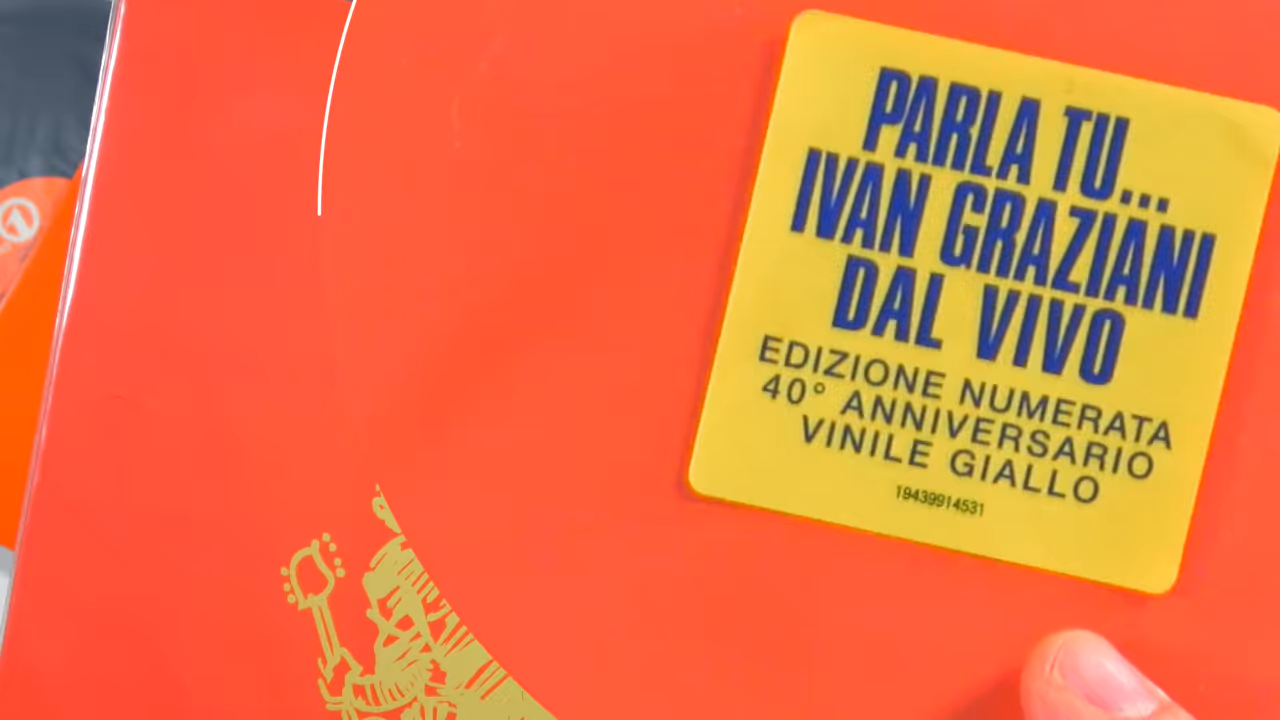 PARLA TU...
IVAN GRAZIANI
DAL VIVO
EDIZIONE NUMERATA
40° ANNIVERSARIO
VINILE GIALLO
19439914531